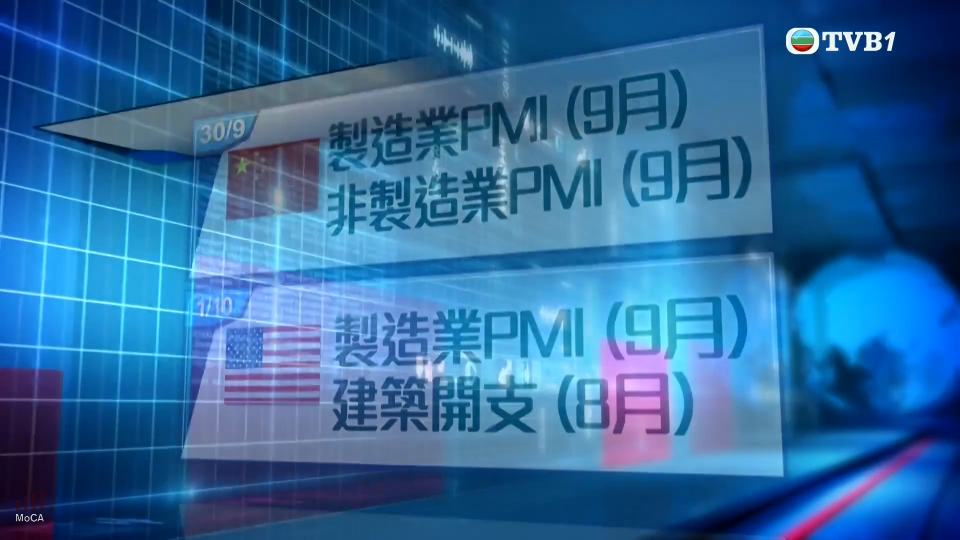 TVB1
30/9
製造業PMI (9月)
非製造業PMI (9月)
1/10
製造業PMI (9月)
建築開支 (8月)
MoCA